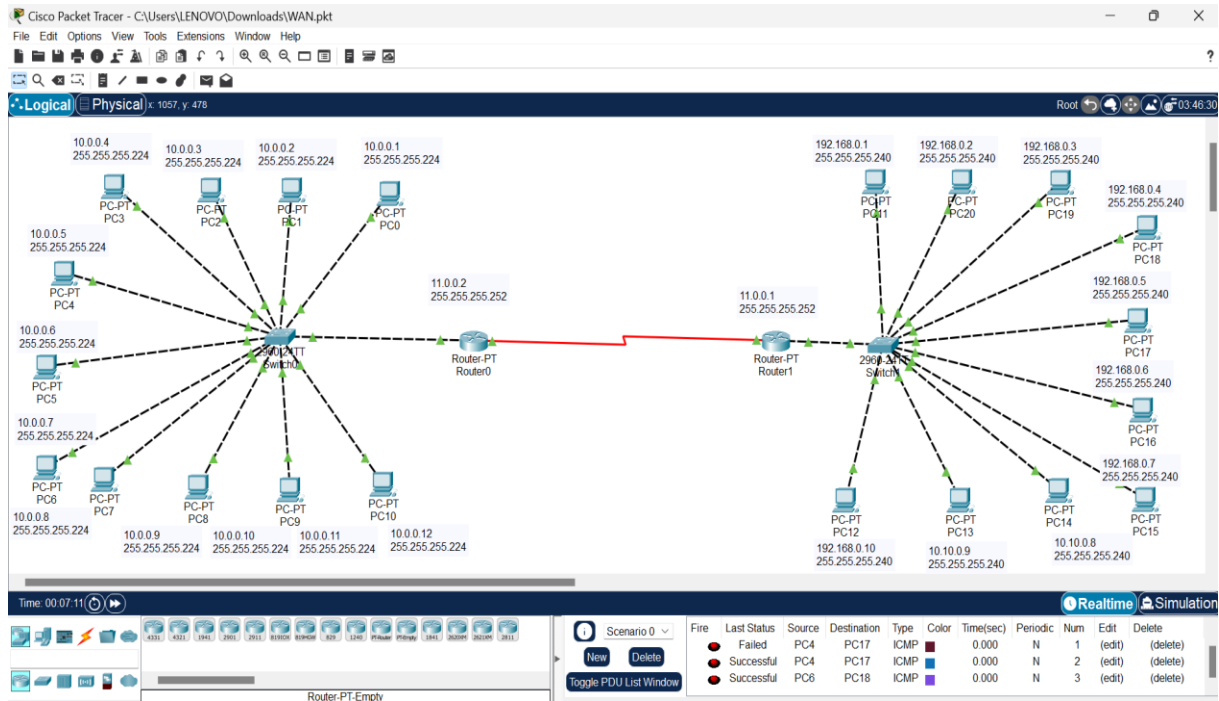 Cisco Packet Tracer - C:\Users\LENOVO\Downloads\WAN.pkt
File Edit Options View Tools Extensions Window Help
?
Logical Physical x: 1057, y: 478 Root 03:46:30
10.0.0.4
255.255.255.224
10.0.0.3
255.255.255.224
10.0.0.2
255.255.255.224
10.0.0.1
255.255.255.224
192.168.0.1
255.255.255.240
192.168.0.2
255.255.255.240
192.168.0.3
255.255.255.240
192.168.0.4
255.255.255.240
PC-PT
PC3
PC-PT
PC2
PC-PT
PC1
PC-PT
PC0
PC-PT
PC11
PC-PT
PC20
PC-PT
PC19
PC-PT
PC18
10.0.0.5
255.255.255.224
PC-PT
PC4
11.0.0.2
255.255.255.252
11.0.0.1
255.255.255.252
192.168.0.5
255.255.255.240
10.0.0.6
255.255.255.224
PC-PT
PC5
2960-24TT
Switch0
Router-PT
Router0
Router-PT
Router1
2960-24TT
Switch1
PC-PT
PC17
192.168.0.6
255.255.255.240
PC-PT
PC16
10.0.0.7
255.255.255.224
192.168.0.7
255.255.255.240
PC-PT
PC6
PC-PT
PC7
PC-PT
PC8
PC-PT
PC9
PC-PT
PC10
PC-PT
PC12
PC-PT
PC13
PC-PT
PC14
PC-PT
PC15
10.0.0.8
255.255.255.224
10.0.0.9
255.255.255.224
10.0.0.10
255.255.255.224
10.0.0.11
255.255.255.224
10.0.0.12
255.255.255.224
192.168.0.10
255.255.255.240
10.10.0.9
255.255.255.240
10.10.0.8
255.255.255.240
Time: 00:07:11 Realtime Simulation
4331 4321 1941 2901 2911 819IOX 819HGW 829 1240 PT-Router PT-Empty 1841 2620XM 2621XM 2811
Router-PT-Empty
Scenario 0
New Delete
Toggle PDU List Window
Fire Last Status Source Destination Type Color Time(sec) Periodic Num Edit Delete
Failed PC4 PC17 ICMP 0.000 N 1 (edit) (delete)
Successful PC4 PC17 ICMP 0.000 N 2 (edit) (delete)
Successful PC6 PC18 ICMP 0.000 N 3 (edit) (delete)